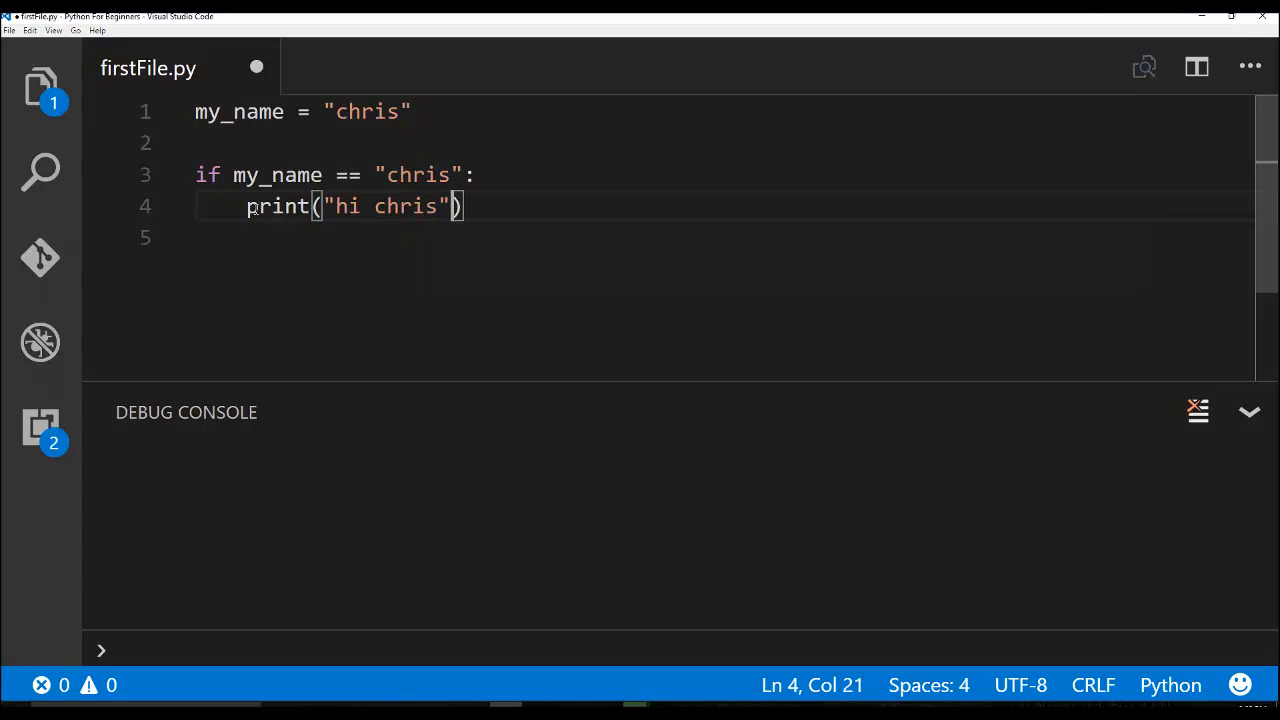 firstFile.py - Python For Beginners - Visual Studio Code
File Edit View Go Help
firstFile.py
1 my_name = "chris"
2
3 if my_name == "chris":
4 print("hi chris")
5
1
2
DEBUG CONSOLE
0 0 Ln 4, Col 21 Spaces: 4 UTF-8 CRLF Python